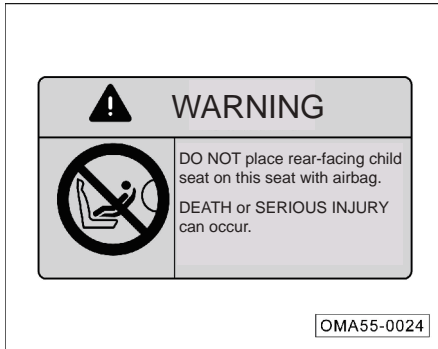 WARNING
DO NOT place rear-facing child
seat on this seat with airbag.
DEATH or SERIOUS INJURY
can occur.
OMA55-0024